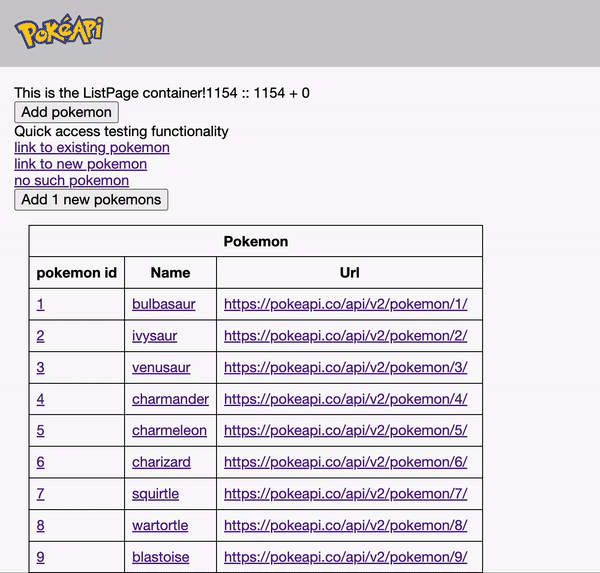 PokéApi
This is the ListPage container!1154 :: 1154 + 0
Add pokemon
Quick access testing functionality
link to existing pokemon
link to new pokemon
no such pokemon
Add 1 new pokemons
Pokemon
pokemon id Name Url
1 bulbasaur https://pokeapi.co/api/v2/pokemon/1/
2 ivysaur https://pokeapi.co/api/v2/pokemon/2/
3 venusaur https://pokeapi.co/api/v2/pokemon/3/
4 charmander https://pokeapi.co/api/v2/pokemon/4/
5 charmeleon https://pokeapi.co/api/v2/pokemon/5/
6 charizard https://pokeapi.co/api/v2/pokemon/6/
7 squirtle https://pokeapi.co/api/v2/pokemon/7/
8 wartortle https://pokeapi.co/api/v2/pokemon/8/
9 blastoise https://pokeapi.co/api/v2/pokemon/9/